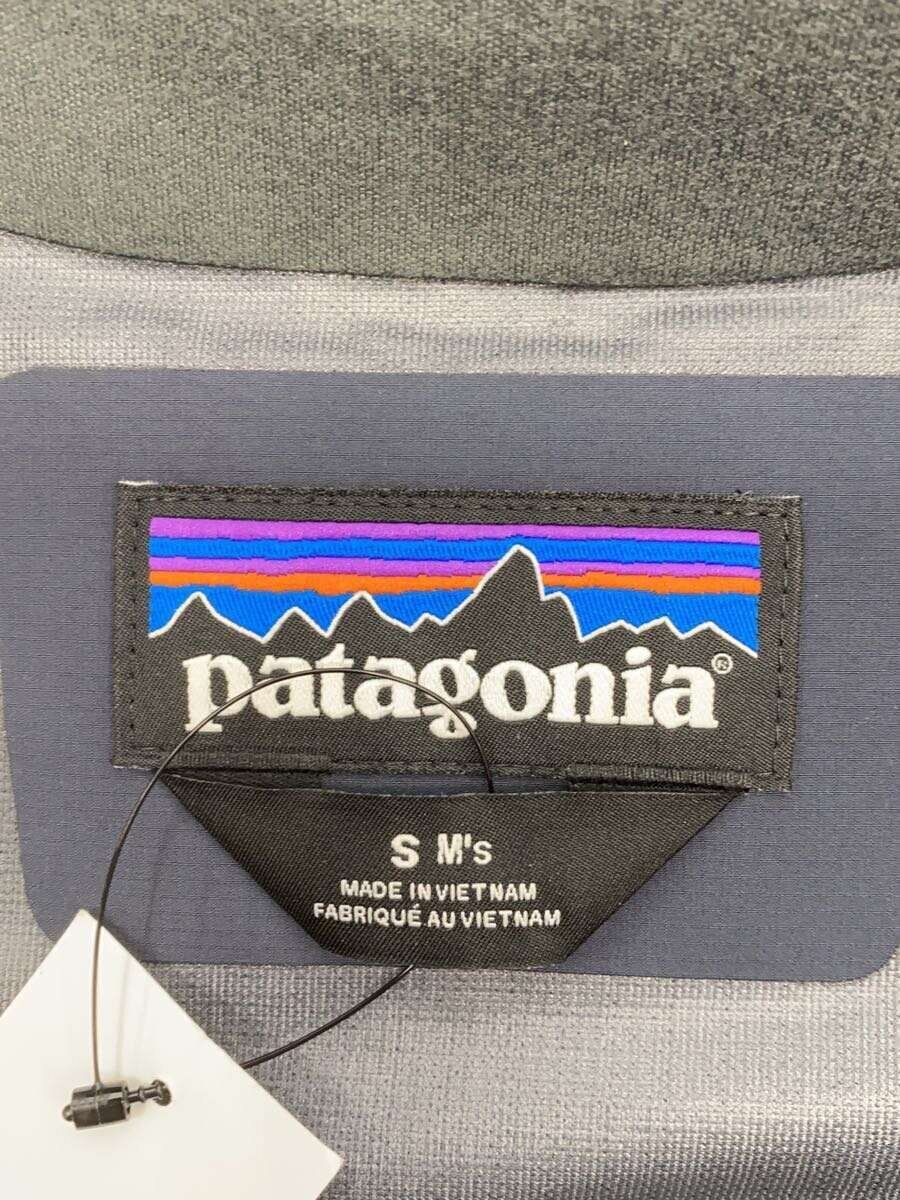 patagonia®
S M's
MADE IN VIETNAM
FABRIQUÉ AU VIETNAM